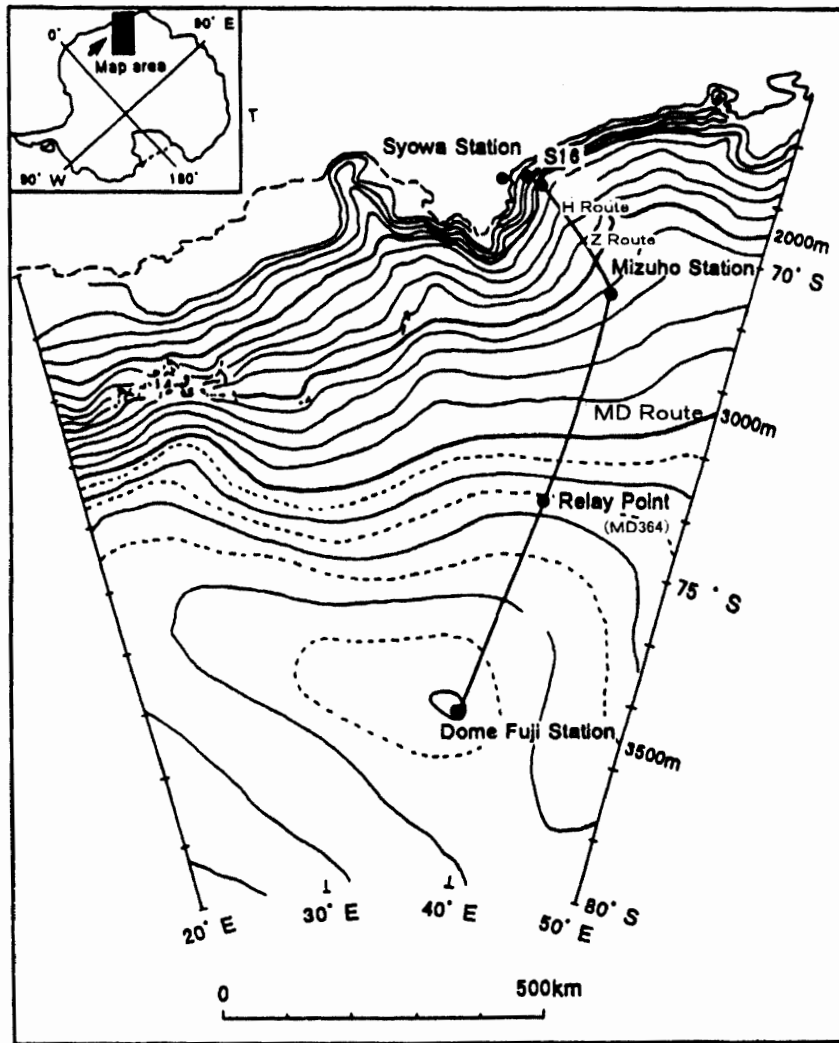 0°
90° E
Map area
90° W
180°
T
Syowa Station
S16
H Route
Z Route
Mizuho Station
2000m
70° S
MD Route
3000m
Relay Point
(MD364)
75° S
Dome Fuji Station
3500m
20° E
30° E
40° E
50° E
80° S
0
500km